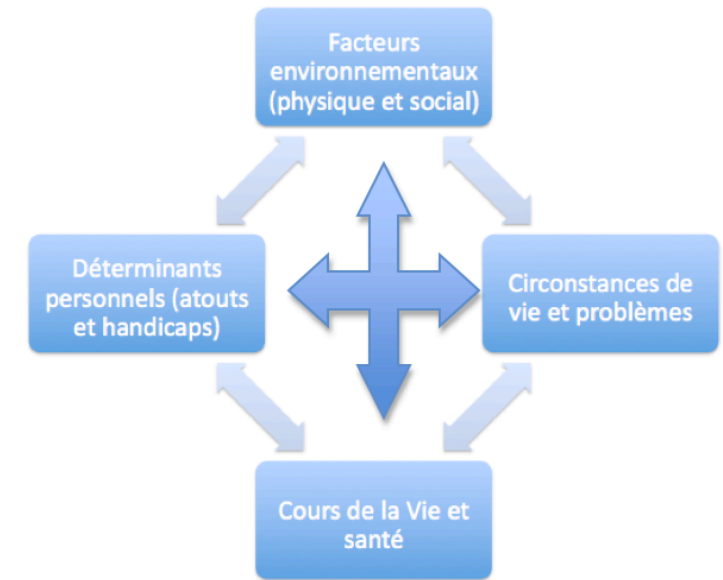 Facteurs
environnementaux
(physique et social)
Déterminants
personnels (atouts
et handicaps)
Circonstances de
vie et problèmes
Cours de la Vie et
santé